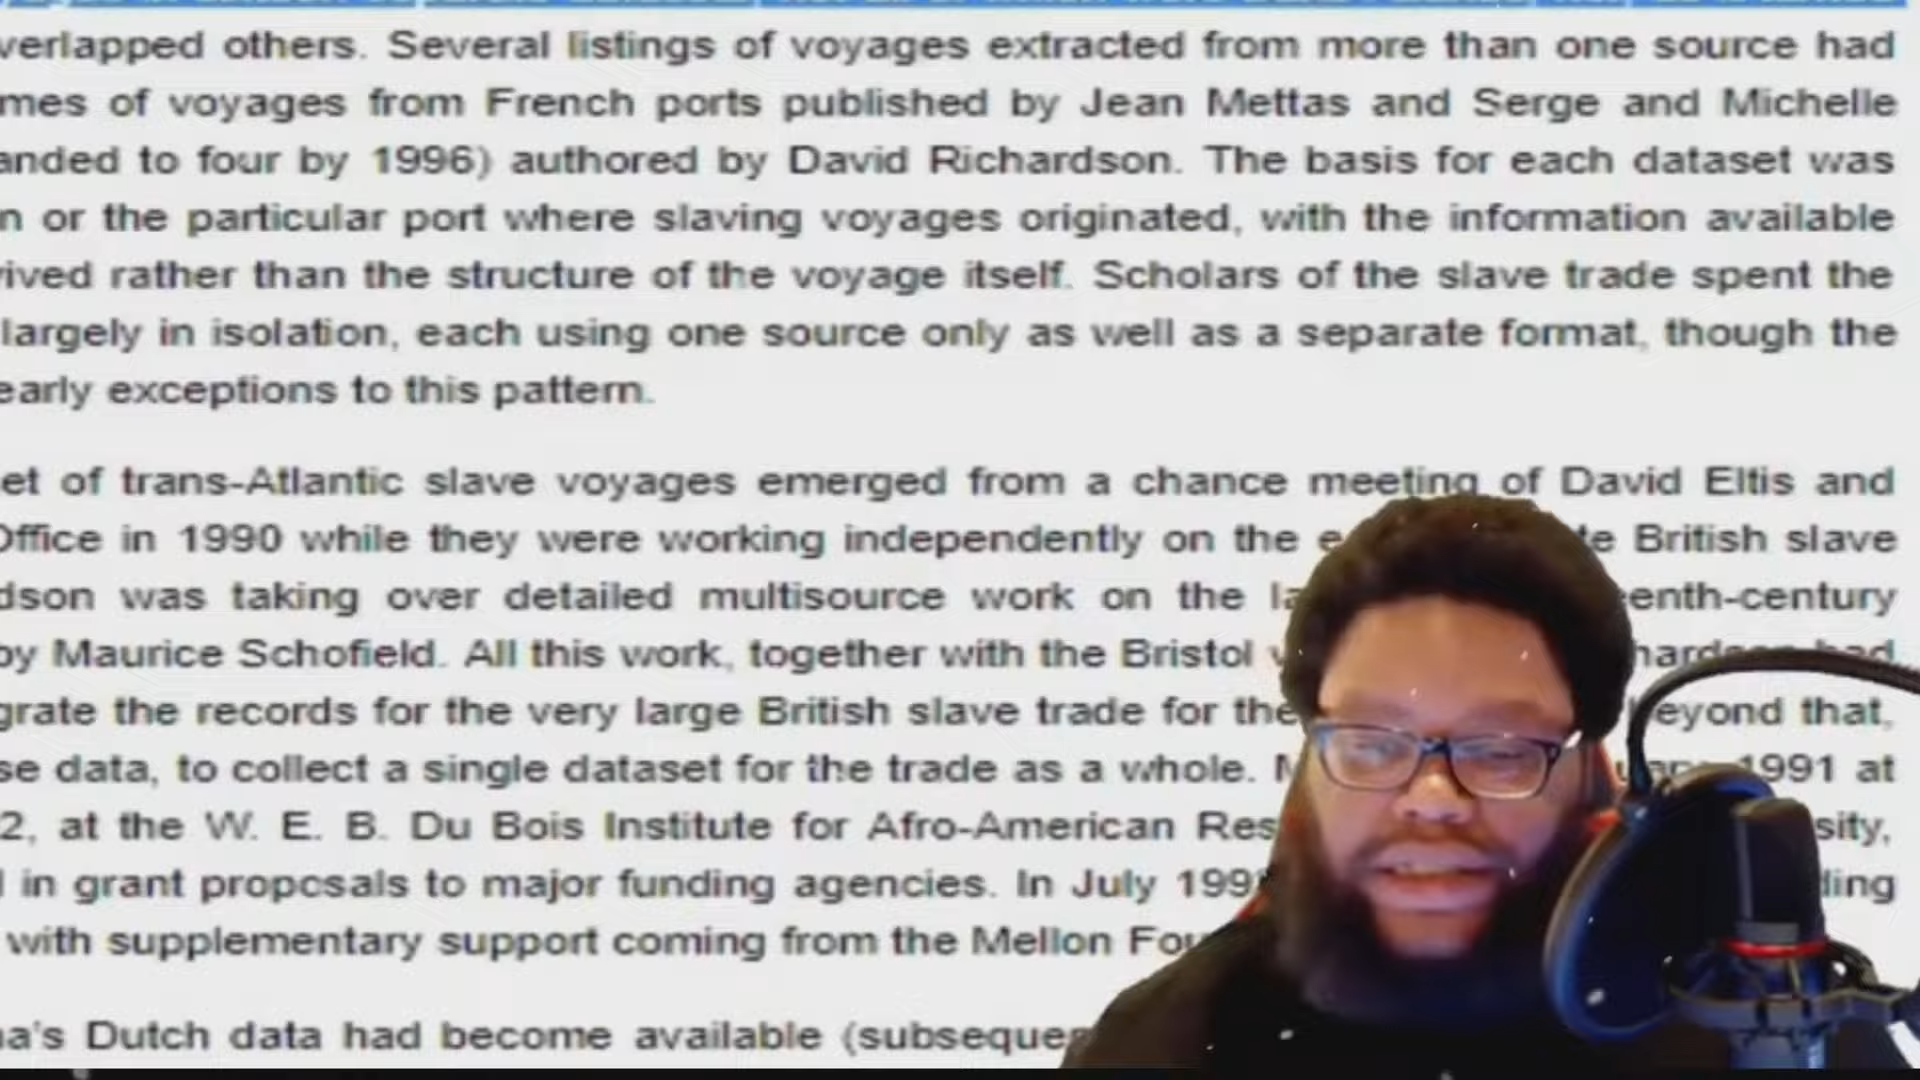 verlapped others. Several listings of voyages extracted from more than one source had
mes of voyages from French ports published by Jean Mettas and Serge and Michelle
anded to four by 1996) authored by David Richardson. The basis for each dataset was
n or the particular port where slaving voyages originated, with the information available
vived rather than the structure of the voyage itself. Scholars of the slave trade spent the
largely in isolation, each using one source only as well as a separate format, though the
early exceptions to this pattern.
et of trans-Atlantic slave voyages emerged from a chance meeting of David Eltis and
Office in 1990 while they were working independently on the e te British slave
dson was taking over detailed multisource work on the la enth-century
by Maurice Schofield. All this work, together with the Bristol v hardson had
grate the records for the very large British slave trade for the eyond that,
se data, to collect a single dataset for the trade as a whole. M 1991 at
2, at the W. E. B. Du Bois Institute for Afro-American Res sity,
l in grant proposals to major funding agencies. In July 199 ding
with supplementary support coming from the Mellon Fou
na's Dutch data had become available (subsequen